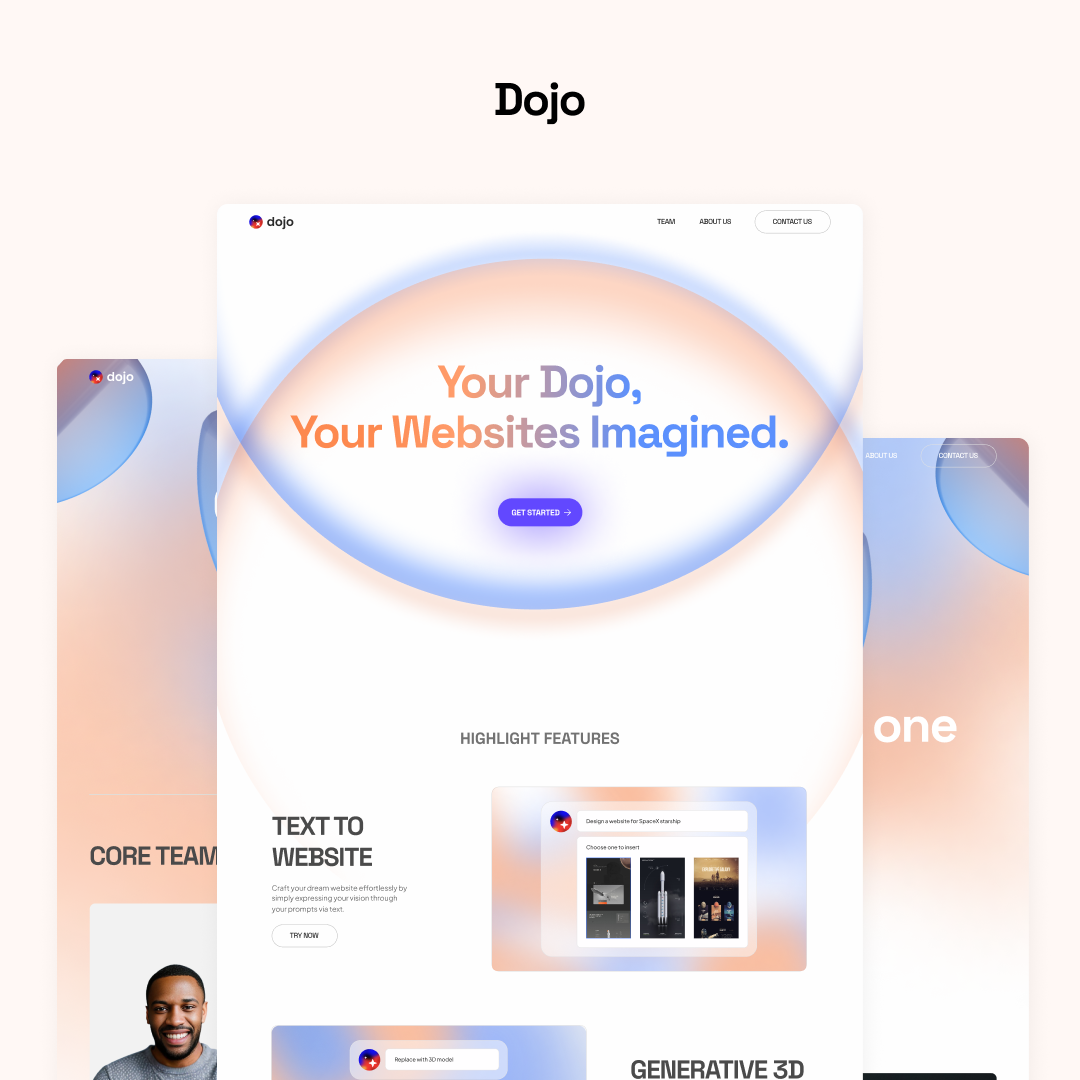 Dojo
dojo
TEAM
ABOUT US
CONTACT US
Your Dojo,
Your Websites Imagined.
GET STARTED
dojo
ABOUT US
CONTACT US
one
HIGHLIGHT FEATURES
TEXT TO
WEBSITE
Craft your dream website effortlessly by
simply expressing your vision through
your prompts via text.
TRY NOW
Design a website for SpaceX starship
Choose one to insert
CORE TEAM
Replace with 3D model
GENERATIVE 3D